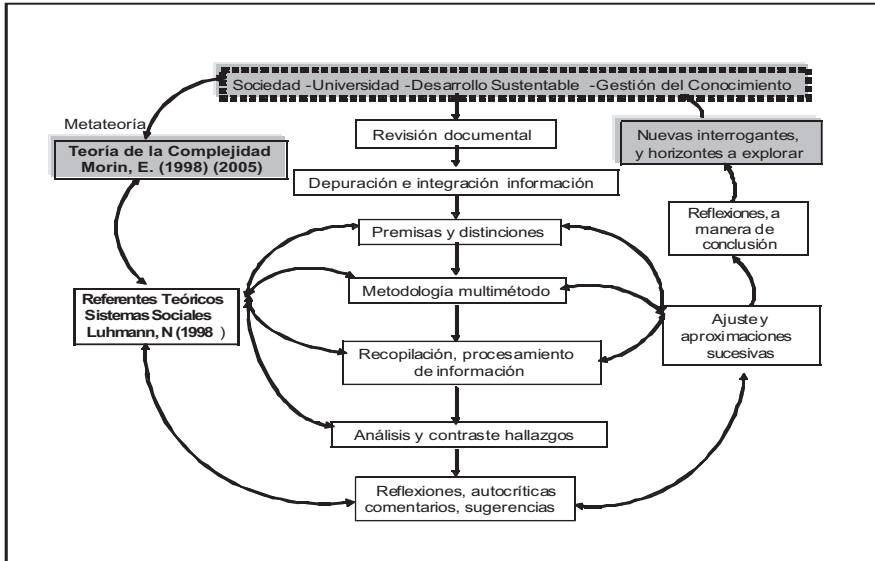 Sociedad -Universidad -Desarrollo Sustentable -Gestión del Conocimiento
Metateoría
Teoría de la Complejidad
Morin, E. (1998) (2005)
Revisión documental
Nuevas interrogantes,
y horizontes a explorar
Depuración e integración información
Premisas y distinciones
Reflexiones, a
manera de
conclusión
Metodología multimétodo
Referentes Teóricos
Sistemas Sociales
Luhmann, N (1998 )
Ajuste y
aproximaciones
sucesivas
Recopilación, procesamiento
de información
Análisis y contraste hallazgos
Reflexiones, autocríticas
comentarios, sugerencias